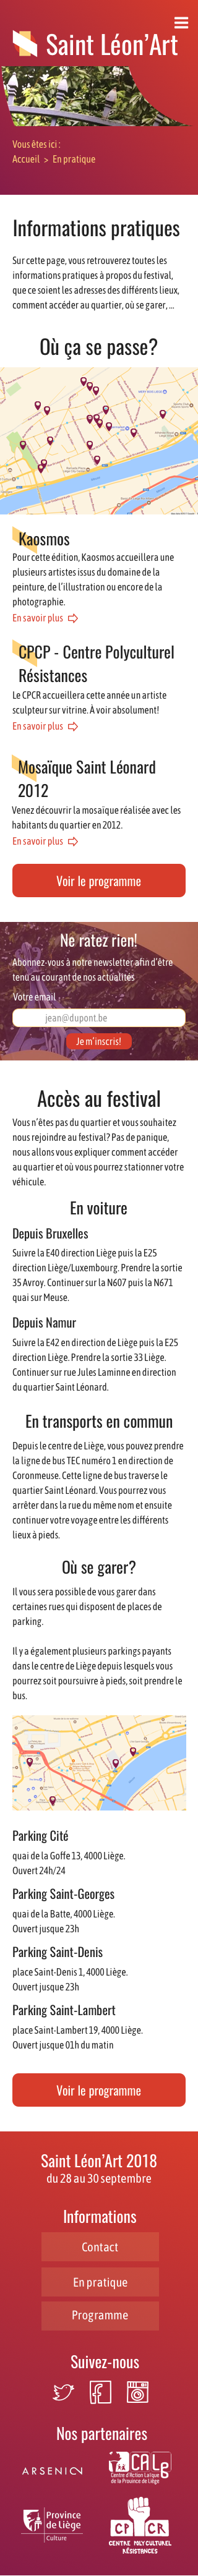 Saint Léon’Art
Vous êtes ici :
Accueil > En pratique
Informations pratiques
Sur cette page, vous retrouverez toutes les
informations pratiques à propos du festival,
que ce soient les adresses des différents lieux,
comment accéder au quartier, où se garer, ...
Où ça se passe?
Kaosmos
Pour cette édition, Kaosmos accueillera une
plusieurs artistes issus du domaine de la
peinture, de l’illustration ou encore de la
photographie.
En savoir plus
CPCP - Centre Polyculturel
Résistances
Le CPCR accueillera cette année un artiste
sculpteur sur vitrine. À voir absolument!
En savoir plus
Mosaïque Saint Léonard
2012
Venez découvrir la mosaïque réalisée avec les
habitants du quartier en 2012.
En savoir plus
Voir le programme
Ne ratez rien!
Abonnez-vous à notre newsletter afin d’être
tenu au courant de nos actualités
Votre email
jean@dupont.be
Je m’inscris!
Accès au festival
Vous n’êtes pas du quartier et vous souhaitez
nous rejoindre au festival? Pas de panique,
nous allons vous expliquer comment accéder
au quartier et où vous pourrez stationner votre
véhicule.
En voiture
Depuis Bruxelles
Suivre la E40 direction Liège puis la E25
direction Liège/Luxembourg. Prendre la sortie
35 Avroy. Continuer sur la N607 puis la N671
quai sur Meuse.
Depuis Namur
Suivre la E42 en direction de Liège puis la E25
direction Liège. Prendre la sortie 33 Liège.
Continuer sur rue Jules Laminne en direction
du quartier Saint Léonard.
En transports en commun
Depuis le centre de Liège, vous pouvez prendre
la ligne de bus TEC numéro 1 en direction de
Coronmeuse. Cette ligne de bus traverse le
quartier Saint Léonard. Vous pourrez vous
arrêter dans la rue du même nom et ensuite
continuer votre voyage entre les différents
lieux à pieds.
Où se garer?
Il vous sera possible de vous garer dans
certaines rues qui disposent de places de
parking.
Il y a également plusieurs parkings payants
dans le centre de Liège depuis lesquels vous
pourrez soit poursuivre à pieds, soit prendre le
bus.
Parking Cité
quai de la Goffe 13, 4000 Liège.
Ouvert 24h/24
Parking Saint-Georges
quai de la Batte, 4000 Liège.
Ouvert jusque 23h
Parking Saint-Denis
place Saint-Denis 1, 4000 Liège.
Ouvert jusque 23h
Parking Saint-Lambert
place Saint-Lambert 19, 4000 Liège.
Ouvert jusque 01h du matin
Voir le programme
Saint Léon’Art 2018
du 28 au 30 septembre
Informations
Contact
En pratique
Programme
Suivez-nous
Nos partenaires
ARSENIC
CALg
Centre d’Action Laïque
de la Province de Liège
Province
de Liège
Culture
CPCR
CENTRE POLYCULTUREL
RÉSISTANCES